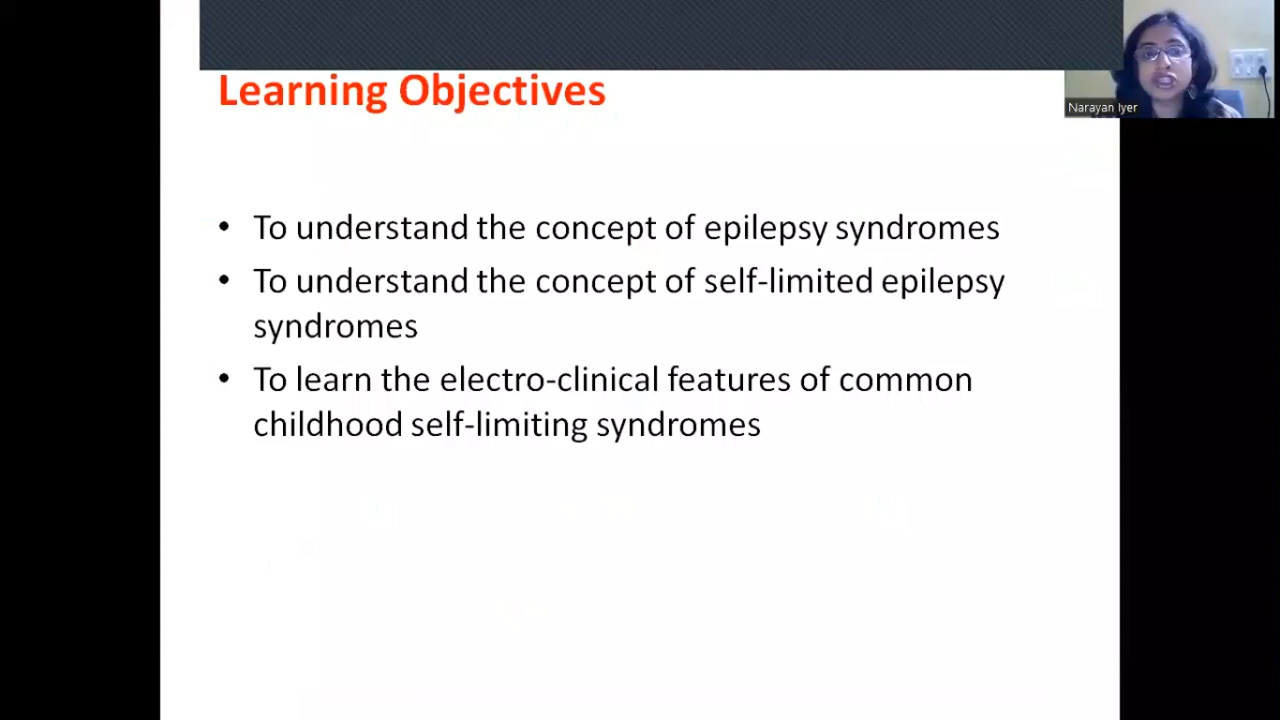 Learning Objectives
Narayan Iyer
• To understand the concept of epilepsy syndromes
• To understand the concept of self-limited epilepsy
syndromes
• To learn the electro-clinical features of common
childhood self-limiting syndromes